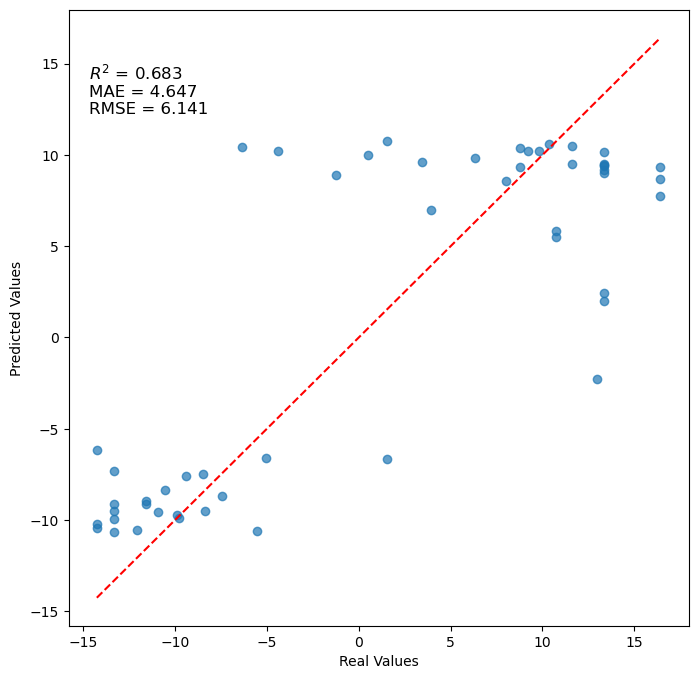 R² = 0.683
MAE = 4.647
RMSE = 6.141
15
10
5
0
−5
−10
−15
Predicted Values
−15 −10 −5 0 5 10 15
Real Values